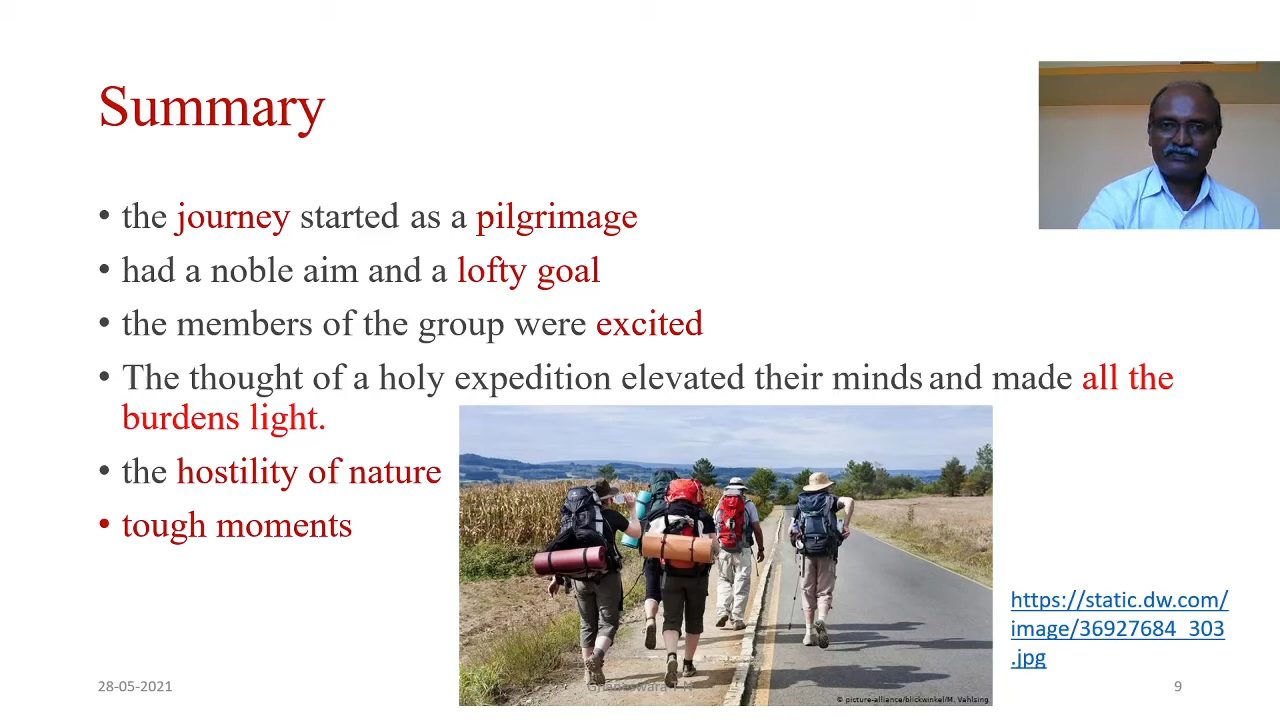 Summary
• the journey started as a pilgrimage
• had a noble aim and a lofty goal
• the members of the group were excited
• The thought of a holy expedition elevated their minds and made all the
burdens light.
• the hostility of nature
• tough moments
https://static.dw.com/
image/36927684_303
.jpg
© picture-alliance/blickwinkel/M. Vahlsing
28-05-2021
9